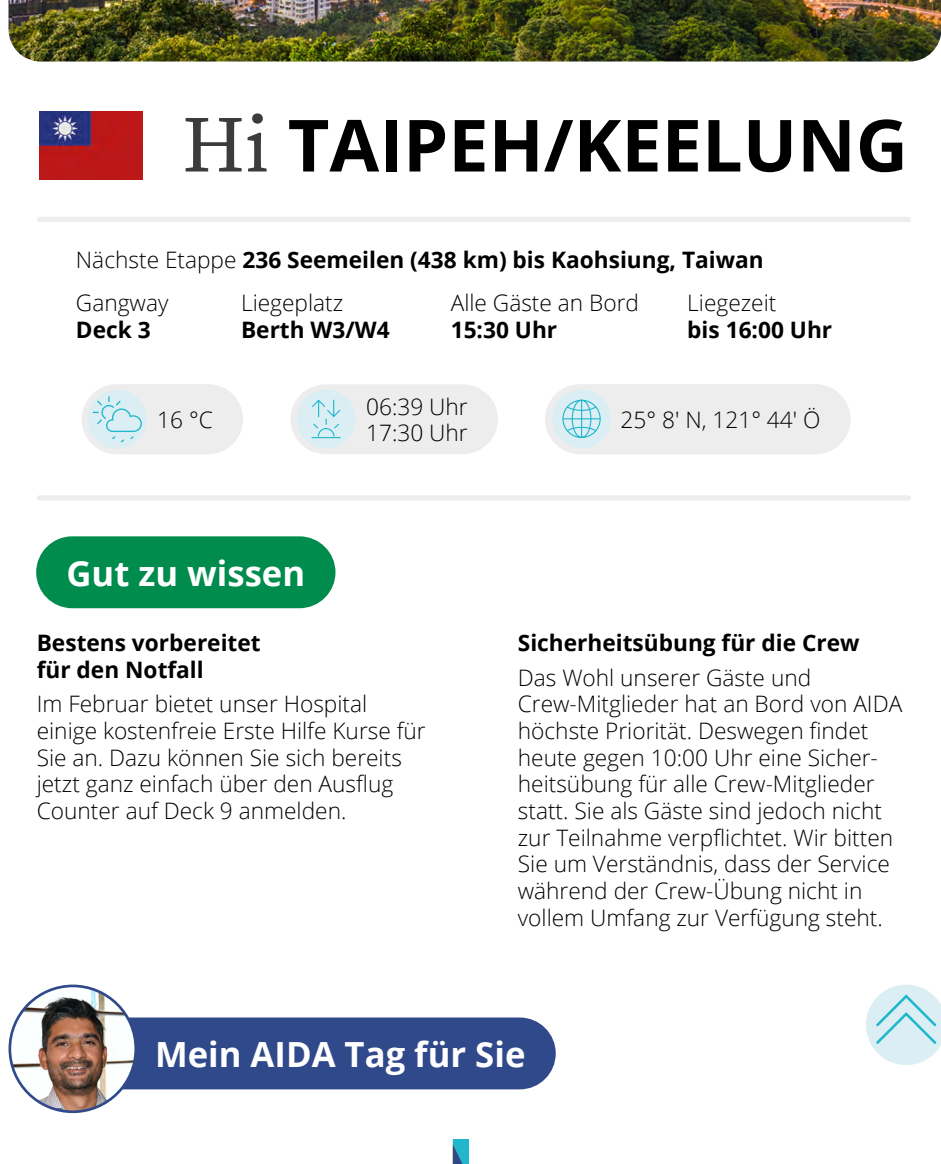 Hi TAIPEH/KEELUNG
Nächste Etappe 236 Seemeilen (438 km) bis Kaohsiung, Taiwan
Gangway
Deck 3
Liegeplatz
Berth W3/W4
Alle Gäste an Bord
15:30 Uhr
Liegezeit
bis 16:00 Uhr
16 °C
06:39 Uhr
17:30 Uhr
25° 8' N, 121° 44' Ö
Gut zu wissen
Bestens vorbereitet
für den Notfall
Im Februar bietet unser Hospital
einige kostenfreie Erste Hilfe Kurse für
Sie an. Dazu können Sie sich bereits
jetzt ganz einfach über den Ausflug
Counter auf Deck 9 anmelden.
Sicherheitsübung für die Crew
Das Wohl unserer Gäste und
Crew-Mitglieder hat an Bord von AIDA
höchste Priorität. Deswegen findet
heute gegen 10:00 Uhr eine Sicher-
heitsübung für alle Crew-Mitglieder
statt. Sie als Gäste sind jedoch nicht
zur Teilnahme verpflichtet. Wir bitten
Sie um Verständnis, dass der Service
während der Crew-Übung nicht in
vollem Umfang zur Verfügung steht.
Mein AIDA Tag für Sie